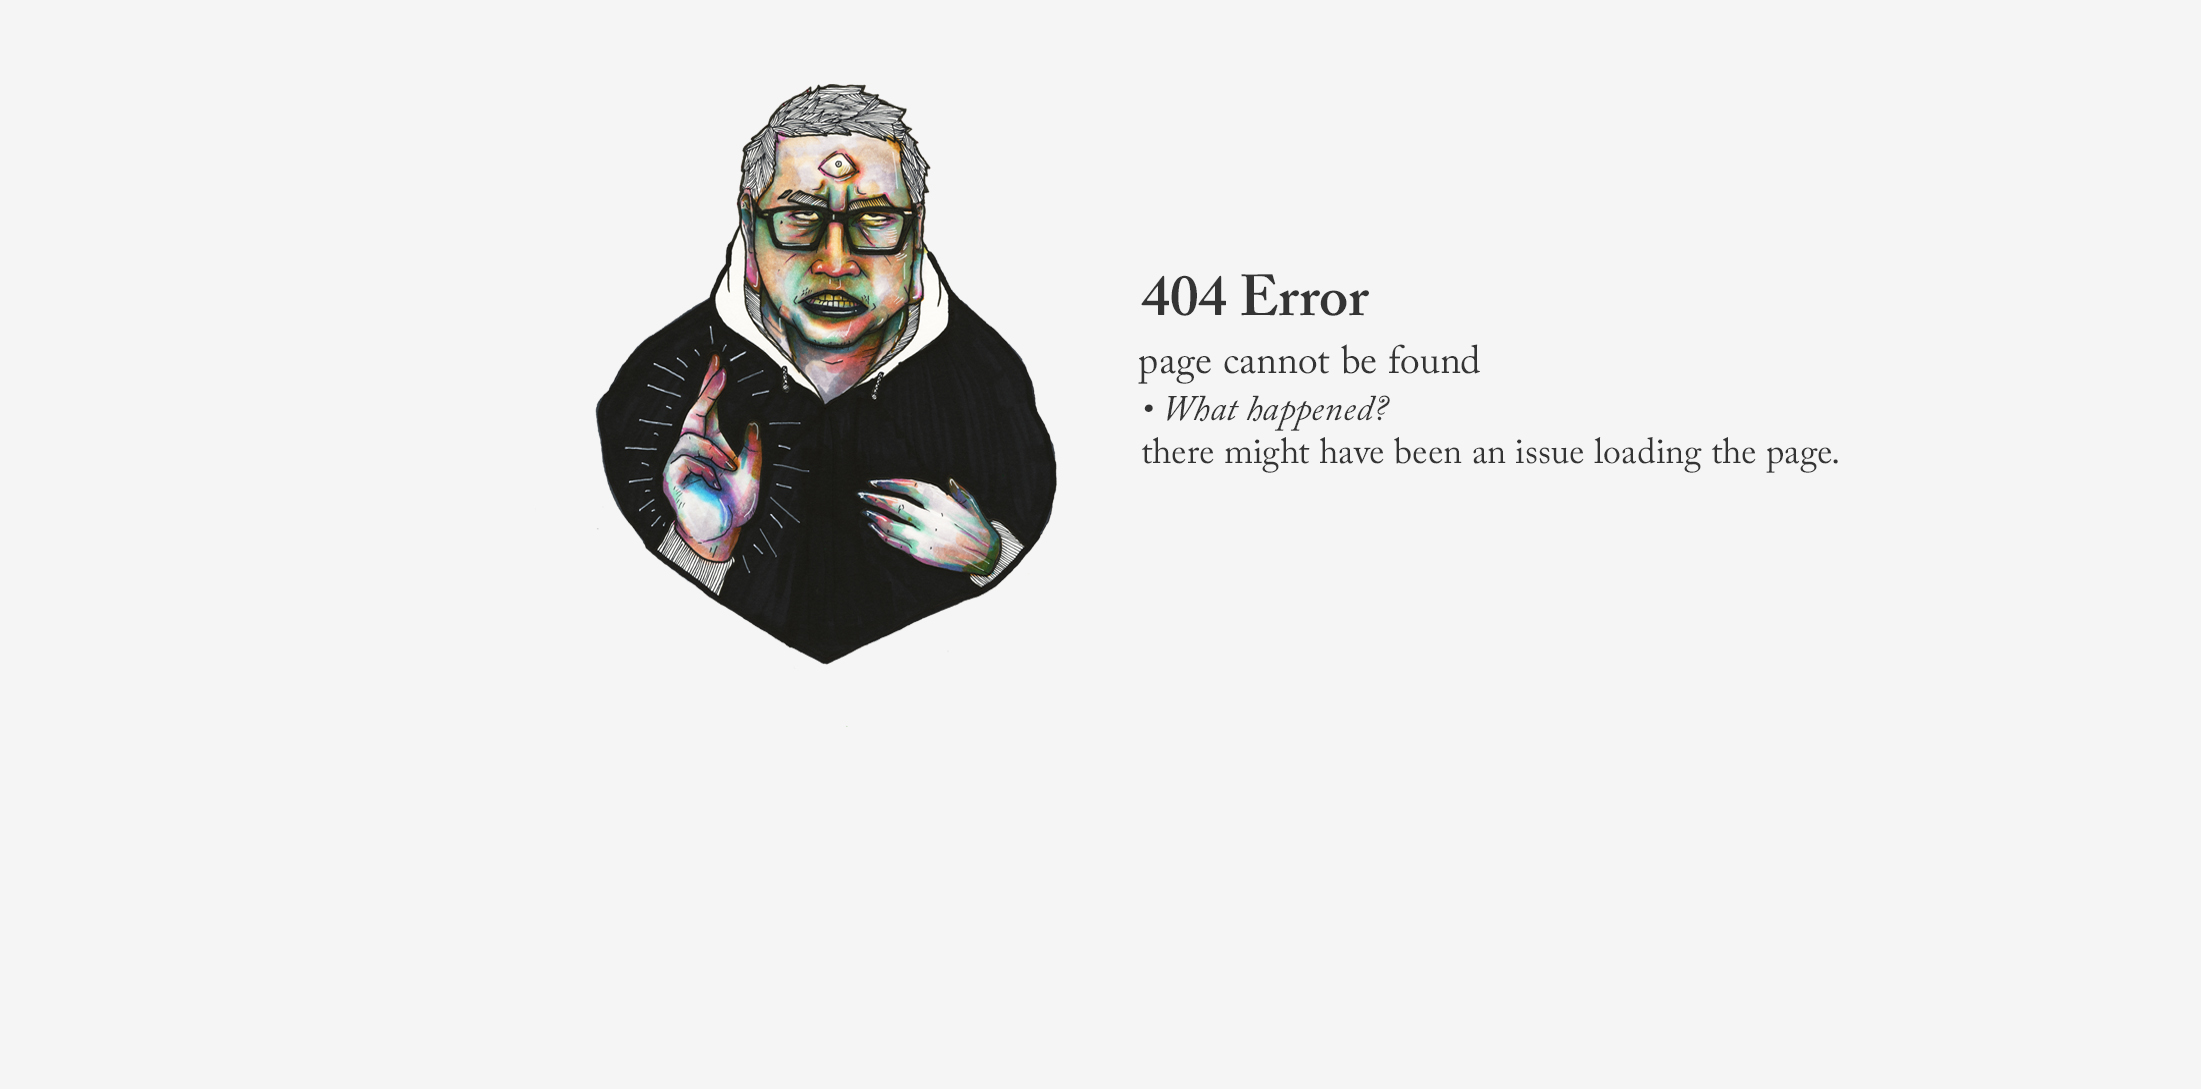 404 Error
page cannot be found
• What happened?
there might have been an issue loading the page.